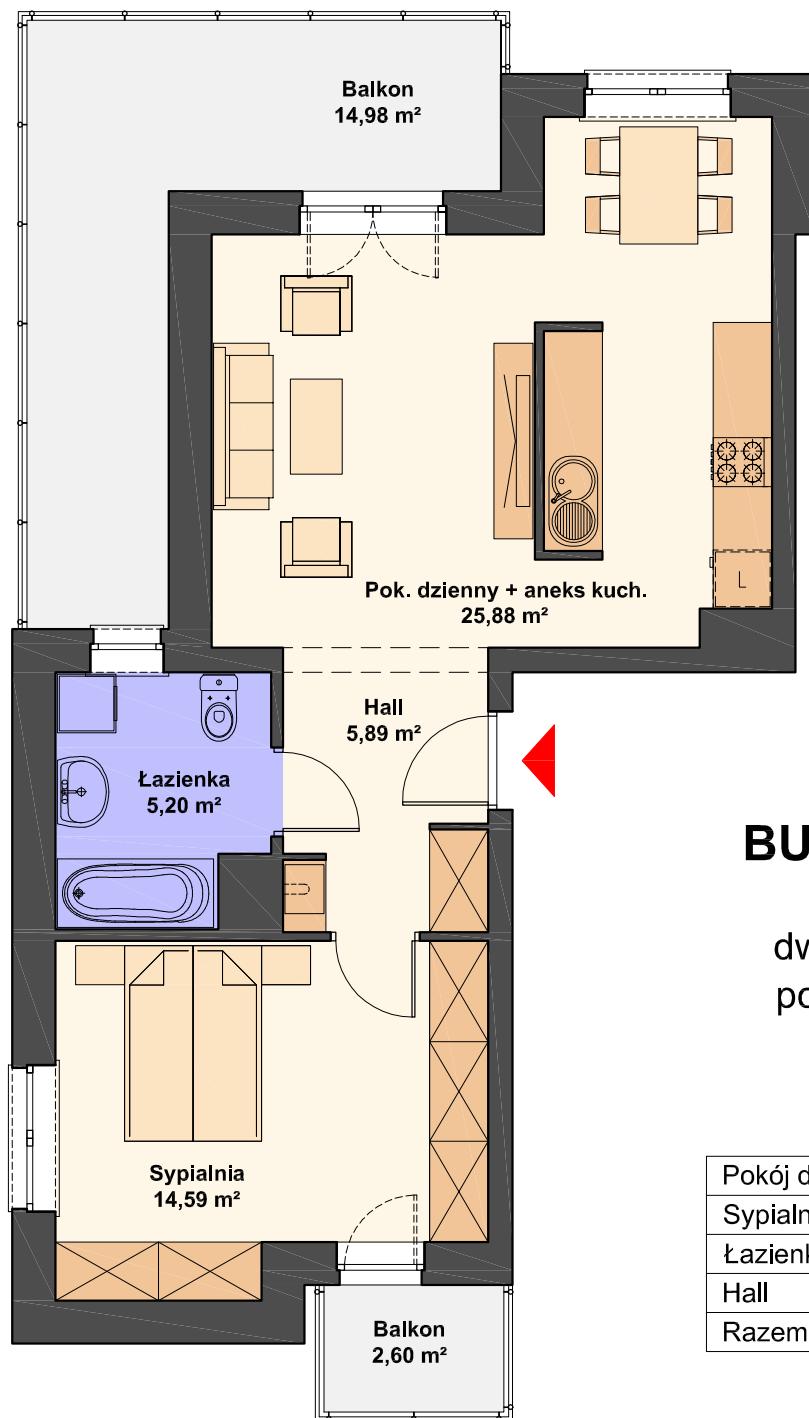 Balkon
14,98 m²
Pok. dzienny + aneks kuch.
25,88 m²
L
Hall
5,89 m²
Łazienka
5,20 m²
BU
dw
po
Sypialnia
14,59 m²
Pokój d
Sypialn
Łazienk
Hall
Razem
Balkon
2,60 m²